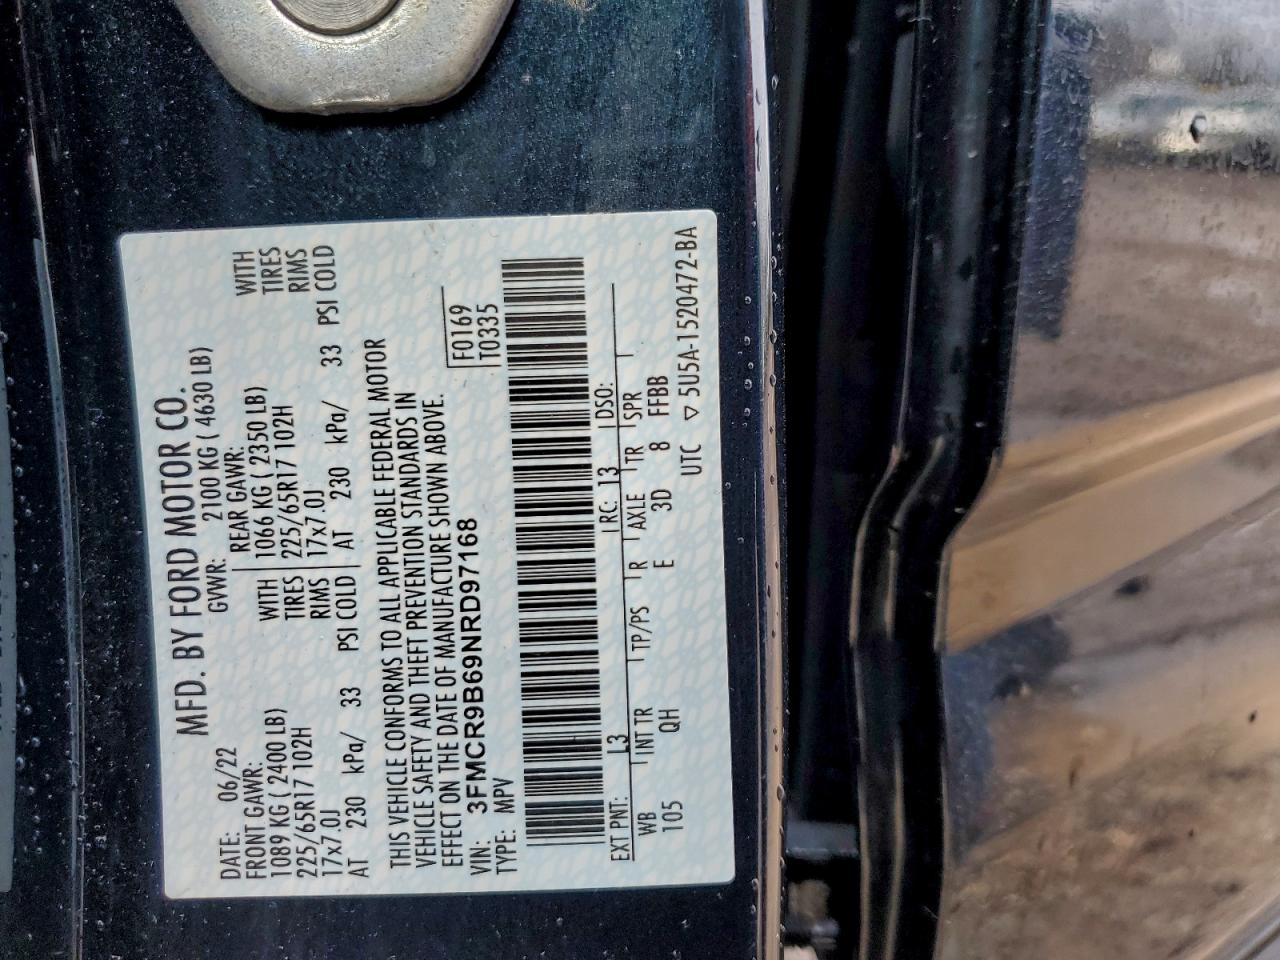 MFD. BY FORD MOTOR CO.
DATE: 06/22 GVWR: 2100 KG ( 4630 LB)
FRONT GAWR: REAR GAWR:
1089 KG ( 2400 LB) WITH 1066 KG ( 2350 LB) WITH
225/65R17 102H TIRES 225/65R17 102H TIRES
17x7.0J RIMS 17x7.0J RIMS
AT 230 kPa/ 33 PSI COLD AT 230 kPa/ 33 PSI COLD
THIS VEHICLE CONFORMS TO ALL APPLICABLE FEDERAL MOTOR
VEHICLE SAFETY AND THEFT PREVENTION STANDARDS IN
EFFECT ON THE DATE OF MANUFACTURE SHOWN ABOVE.
VIN: 3FMCR9B69NRD97168
TYPE: MPV
F0169
T0335
EXT PNT: L3 RC: 13 DSO:
WB INT TR TP/PS R AXLE TR SPR
105 QH E 3D 8 FFBB
UTC ▽ 5U5A-1520472-BA